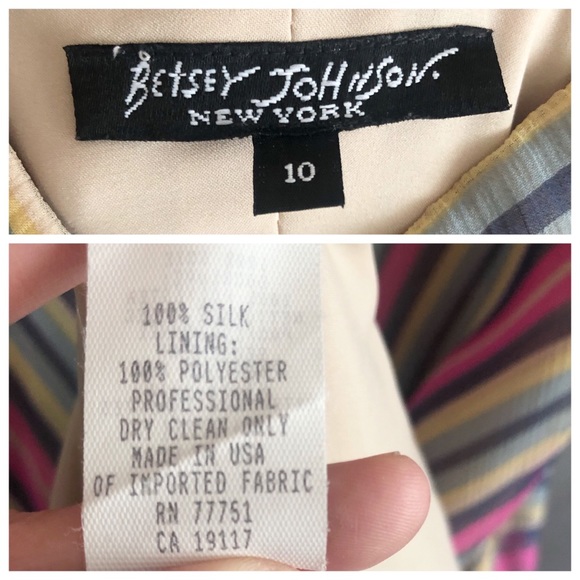 BETSEY JOHNSON.
NEW YORK
10
100% SILK
LINING:
100% POLYESTER
PROFESSIONAL
DRY CLEAN ONLY
MADE IN USA
OF IMPORTED FABRIC
RN 77751
CA 19117